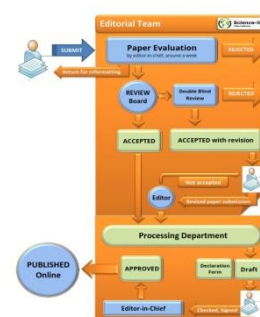 Editorial Team
Science-li
SUBMIT
Paper Evaluation
by editor-in-chief, around a week
REJECTED
Return for reformatting
REVIEW
Board
Double Blind
Review
REJECTED
ACCEPTED
ACCEPTED with revision
Not accepted
Editor
Revised paper submission
Processing Department
PUBLISHED
Online
APPROVED
Declaration
Form
Draft
Editor-in-Chief
Checked, Signed